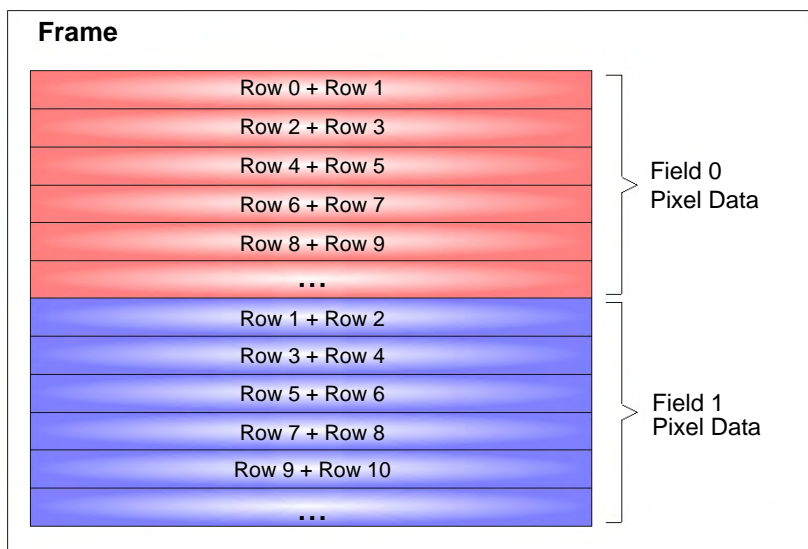 Frame
Row 0 + Row 1
Row 2 + Row 3
Row 4 + Row 5
Row 6 + Row 7
Row 8 + Row 9
...
Field 0
Pixel Data
Row 1 + Row 2
Row 3 + Row 4
Row 5 + Row 6
Row 7 + Row 8
Row 9 + Row 10
...
Field 1
Pixel Data